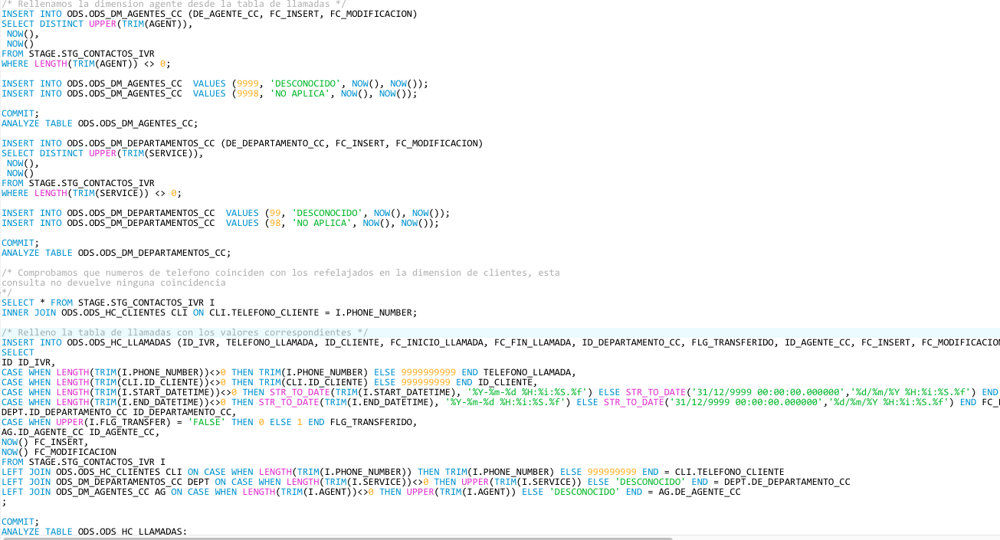 /* Rellenamos la dimension agente desde la tabla de llamadas */
INSERT INTO ODS.ODS_DM_AGENTES_CC (DE_AGENTE_CC, FC_INSERT, FC_MODIFICACION)
SELECT DISTINCT UPPER(TRIM(AGENT)),
NOW(),
NOW()
FROM STAGE.STG_CONTACTOS_IVR
WHERE LENGTH(TRIM(AGENT)) <> 0;
INSERT INTO ODS.ODS_DM_AGENTES_CC  VALUES (9999, 'DESCONOCIDO', NOW(), NOW());
INSERT INTO ODS.ODS_DM_AGENTES_CC  VALUES (9998, 'NO APLICA', NOW(), NOW());
COMMIT;
ANALYZE TABLE ODS.ODS_DM_AGENTES_CC;
INSERT INTO ODS.ODS_DM_DEPARTAMENTOS_CC (DE_DEPARTAMENTO_CC, FC_INSERT, FC_MODIFICACION)
SELECT DISTINCT UPPER(TRIM(SERVICE)),
NOW(),
NOW()
FROM STAGE.STG_CONTACTOS_IVR
WHERE LENGTH(TRIM(SERVICE)) <> 0;
INSERT INTO ODS.ODS_DM_DEPARTAMENTOS_CC  VALUES (99, 'DESCONOCIDO', NOW(), NOW());
INSERT INTO ODS.ODS_DM_DEPARTAMENTOS_CC  VALUES (98, 'NO APLICA', NOW(), NOW());
COMMIT;
ANALYZE TABLE ODS.ODS_DM_DEPARTAMENTOS_CC;
/* Comprobamos que numeros de telefono coinciden con los refelajados en la dimension de clientes, esta
consulta no devuelve ninguna coincidencia
*/
SELECT * FROM STAGE.STG_CONTACTOS_IVR I
INNER JOIN ODS.ODS_HC_CLIENTES CLI ON CLI.TELEFONO_CLIENTE = I.PHONE_NUMBER;
/* Relleno la tabla de llamadas con los valores correspondientes */
INSERT INTO ODS.ODS_HC_LLAMADAS (ID_IVR, TELEFONO_LLAMADA, ID_CLIENTE, FC_INICIO_LLAMADA, FC_FIN_LLAMADA, ID_DEPARTAMENTO_CC, FLG_TRANSFERIDO, ID_AGENTE_CC, FC_INSERT, FC_MODIFICACION
SELECT
ID ID_IVR,
CASE WHEN LENGTH(TRIM(I.PHONE_NUMBER))<>0 THEN TRIM(I.PHONE_NUMBER) ELSE 9999999999 END TELEFONO_LLAMADA,
CASE WHEN LENGTH(TRIM(CLI.ID_CLIENTE))<>0 THEN TRIM(CLI.ID_CLIENTE) ELSE 999999999 END ID_CLIENTE,
CASE WHEN LENGTH(TRIM(I.START_DATETIME))<>0 THEN STR_TO_DATE(TRIM(I.START_DATETIME), '%Y-%m-%d %H:%i:%S.%f') ELSE STR_TO_DATE('31/12/9999 00:00:00.000000','%d/%m/%Y %H:%i:%S.%f') END
CASE WHEN LENGTH(TRIM(I.END_DATETIME))<>0 THEN STR_TO_DATE(TRIM(I.END_DATETIME), '%Y-%m-%d %H:%i:%S.%f') ELSE STR_TO_DATE('31/12/9999 00:00:00.000000','%d/%m/%Y %H:%i:%S.%f') END FC_
DEPT.ID_DEPARTAMENTO_CC ID_DEPARTAMENTO_CC,
CASE WHEN UPPER(I.FLG_TRANSFER) = 'FALSE' THEN 0 ELSE 1 END FLG_TRANSFERIDO,
AG.ID_AGENTE_CC ID_AGENTE_CC,
NOW() FC_INSERT,
NOW() FC_MODIFICACION
FROM STAGE.STG_CONTACTOS_IVR I
LEFT JOIN ODS.ODS_HC_CLIENTES CLI ON CASE WHEN LENGTH(TRIM(I.PHONE_NUMBER)) THEN TRIM(I.PHONE_NUMBER) ELSE 999999999 END = CLI.TELEFONO_CLIENTE
LEFT JOIN ODS_DM_DEPARTAMENTOS_CC DEPT ON CASE WHEN LENGTH(TRIM(I.SERVICE))<>0 THEN UPPER(TRIM(I.SERVICE)) ELSE 'DESCONOCIDO' END = DEPT.DE_DEPARTAMENTO_CC
LEFT JOIN ODS_DM_AGENTES_CC AG ON CASE WHEN LENGTH(TRIM(I.AGENT))<>0 THEN UPPER(TRIM(I.AGENT)) ELSE 'DESCONOCIDO' END = AG.DE_AGENTE_CC
;
COMMIT;
ANALYZE TABLE ODS.ODS_HC_LLAMADAS;